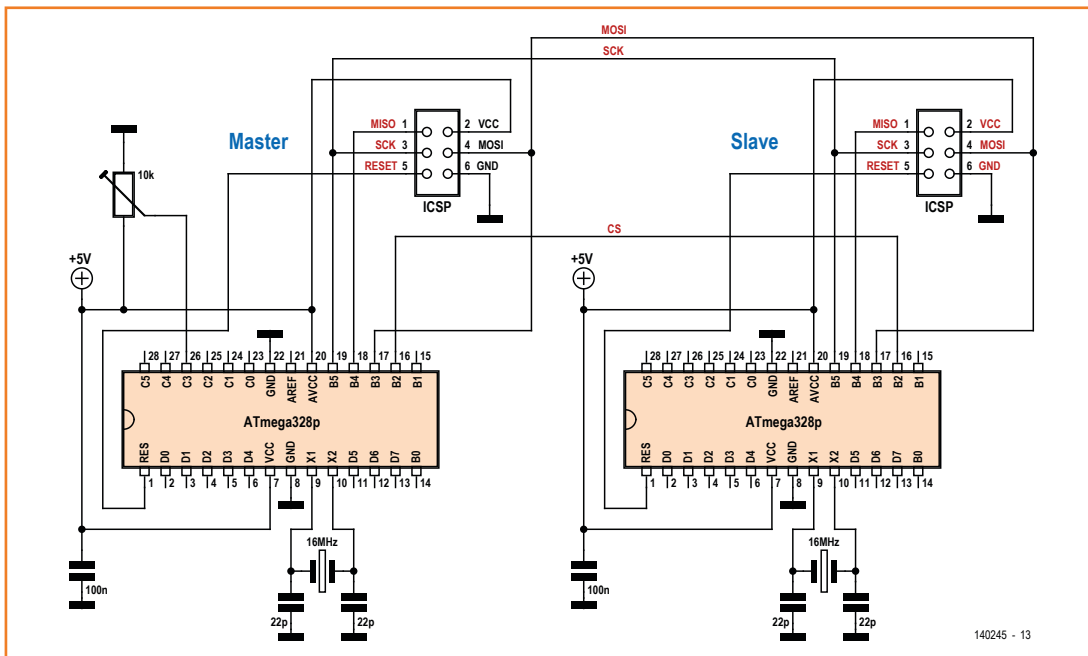 MOSI
SCK
Master
MISO 1 2 VCC
SCK 3 4 MOSI
RESET 5 6 GND
ICSP
Slave
MISO 1 2 VCC
SCK 3 4 MOSI
RESET 5 6 GND
ICSP
10k
CS
+5V
+5V
28 27 26 25 24 23 22 21 20 19 18 17 16 15
C5 C4 C3 C2 C1 C0 GND AREF AVCC B5 B4 B3 B2 B1
ATmega328p
RES D0 D1 D2 D3 D4 VCC GND X1 X2 D5 D6 D7 B0
1 2 3 4 5 6 7 8 9 10 11 12 13 14
28 27 26 25 24 23 22 21 20 19 18 17 16 15
C5 C4 C3 C2 C1 C0 GND AREF AVCC B5 B4 B3 B2 B1
ATmega328p
RES D0 D1 D2 D3 D4 VCC GND X1 X2 D5 D6 D7 B0
1 2 3 4 5 6 7 8 9 10 11 12 13 14
16MHz
16MHz
100n
22p
22p
100n
22p
22p
140245 - 13